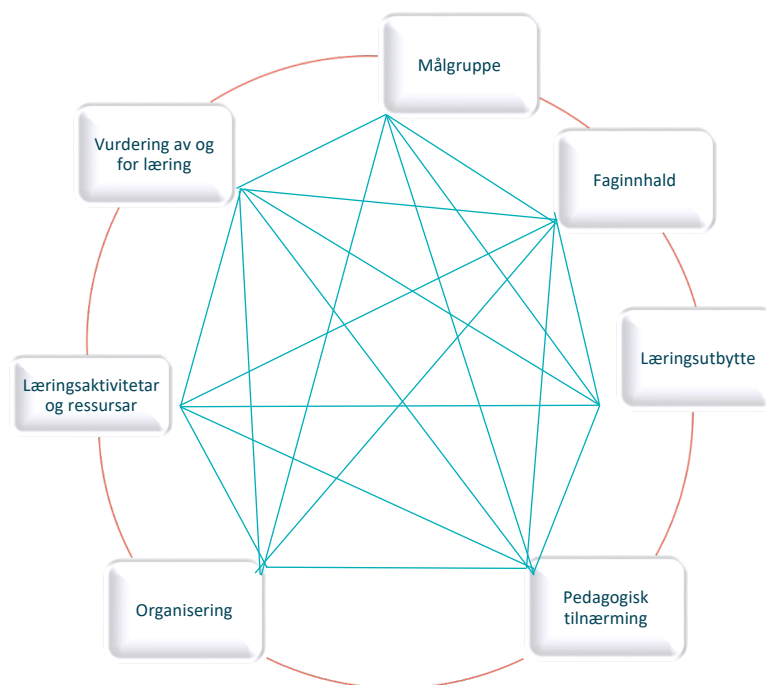 Målgruppe
Faginnhald
Læringsutbytte
Pedagogisk
tilnærming
Organisering
Læringsaktivitetar
og ressursar
Vurdering av og
for læring